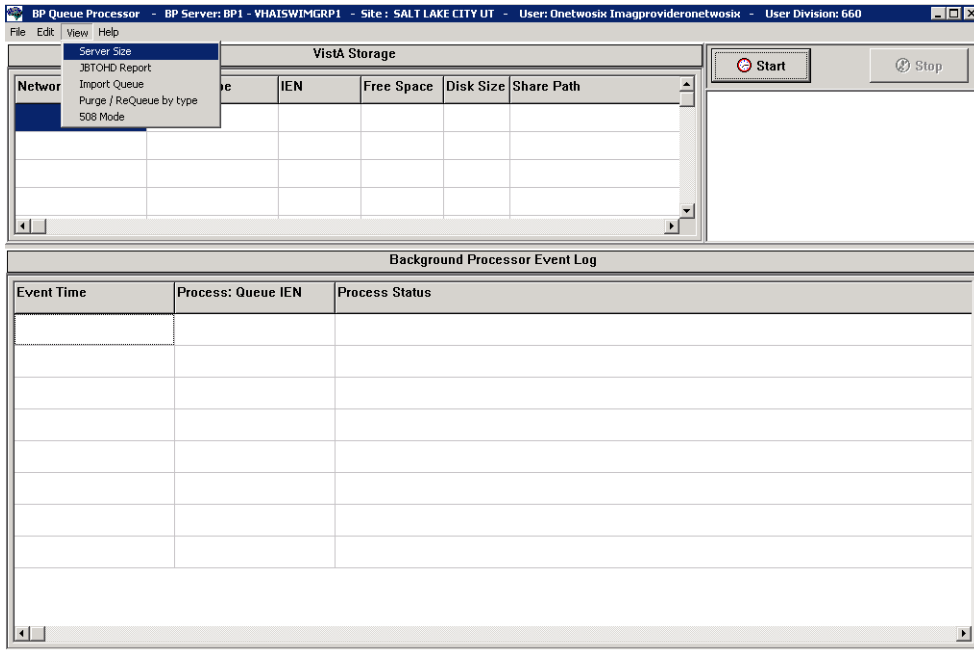 BP Queue Processor - BP Server: BP1 - VHAISWIMGRP1 - Site : SALT LAKE CITY UT - User: Onetwosix Imagprovideronetwosix - User Division: 660
File Edit View Help
Server Size
JBTOHD Report
Import Queue
Purge / ReQueue by type
508 Mode
VistA Storage
Start
Stop
IEN Free Space Disk Size Share Path
Background Processor Event Log
Event Time Process: Queue IEN Process Status